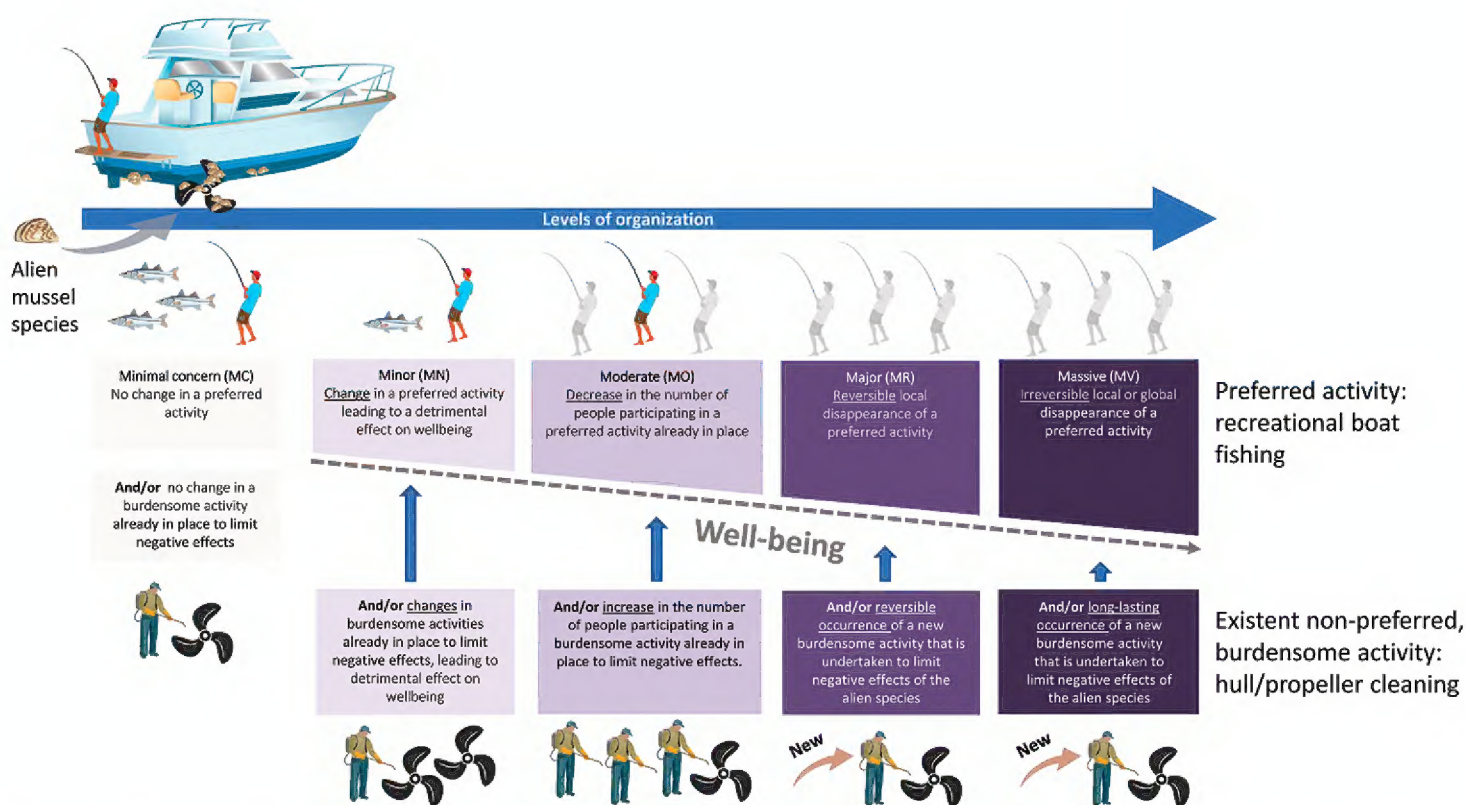 Levels of organization
Alien
mussel
species
Minimal concern (MC)
No change in a preferred
activity
Minor (MN)
Change in a preferred activity
leading to a detrimental
effect on wellbeing
Moderate (MO)
Decrease in the number of
people participating in a
preferred activity already in place
Major (MR)
Reversible local
disappearance of a
preferred activity
Massive (MV)
Irreversible local or global
disappearance of a
preferred activity
Preferred activity:
recreational boat
fishing
And/or no change in a
burdensome activity
already in place to limit
negative effects
Well-being
And/or changes in
burdensome activities
already in place to limit
negative effects, leading to
detrimental effect on
wellbeing
And/or increase in the number
of people participating in a
burdensome activity already in
place to limit negative effects.
And/or reversible
occurrence of a new
burdensome activity that is
undertaken to limit
negative effects of the
alien species
And/or long-lasting
occurrence of a new
burdensome activity
that is undertaken to
limit negative effects of
the alien species
Existent non-preferred,
burdensome activity:
hull/propeller cleaning
New
New